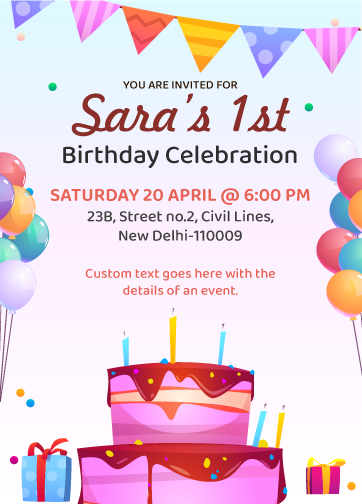 YOU ARE INVITED FOR
Sara's 1st
Birthday Celebration
SATURDAY 20 APRIL @ 6:00 PM
23B, Street no.2, Civil Lines,
New Delhi-110009
Custom text goes here with the
details of an event.